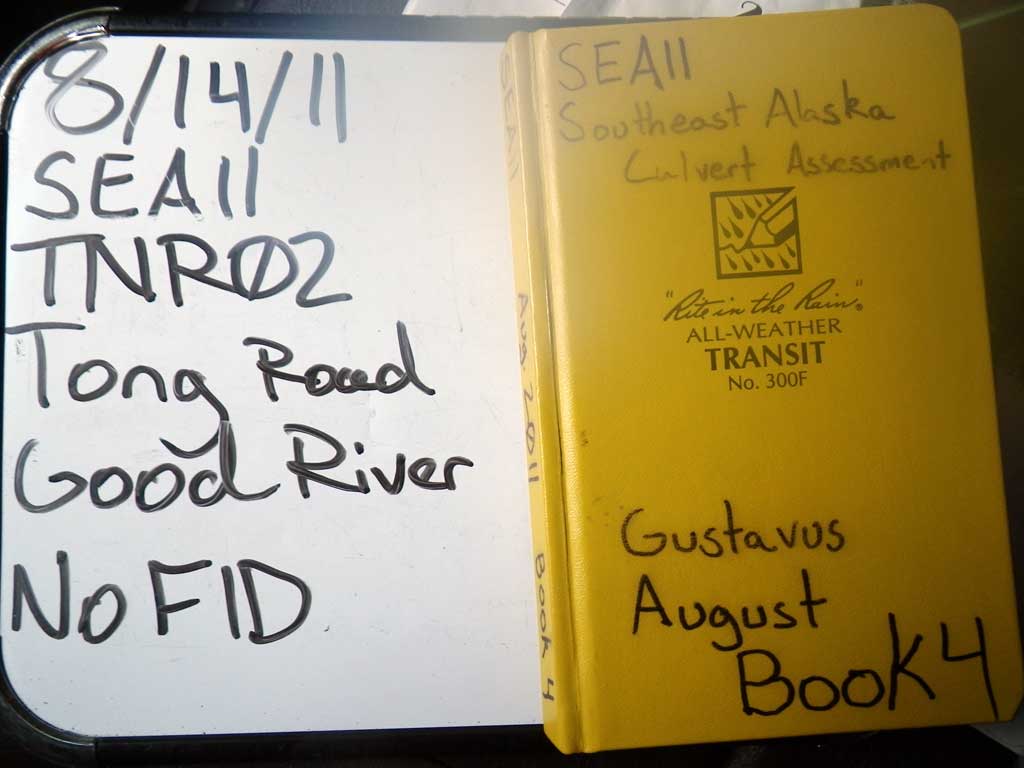 8/14/11
SEA11
TNRØ2
Tong Road
Good River
No FID
SEA11
Aug 2011
Book 4
SEA11
Southeast Alaska
Culvert Assessment
"Rite in the Rain"®
ALL-WEATHER
TRANSIT
No. 300F
Gustavus
August
Book 4